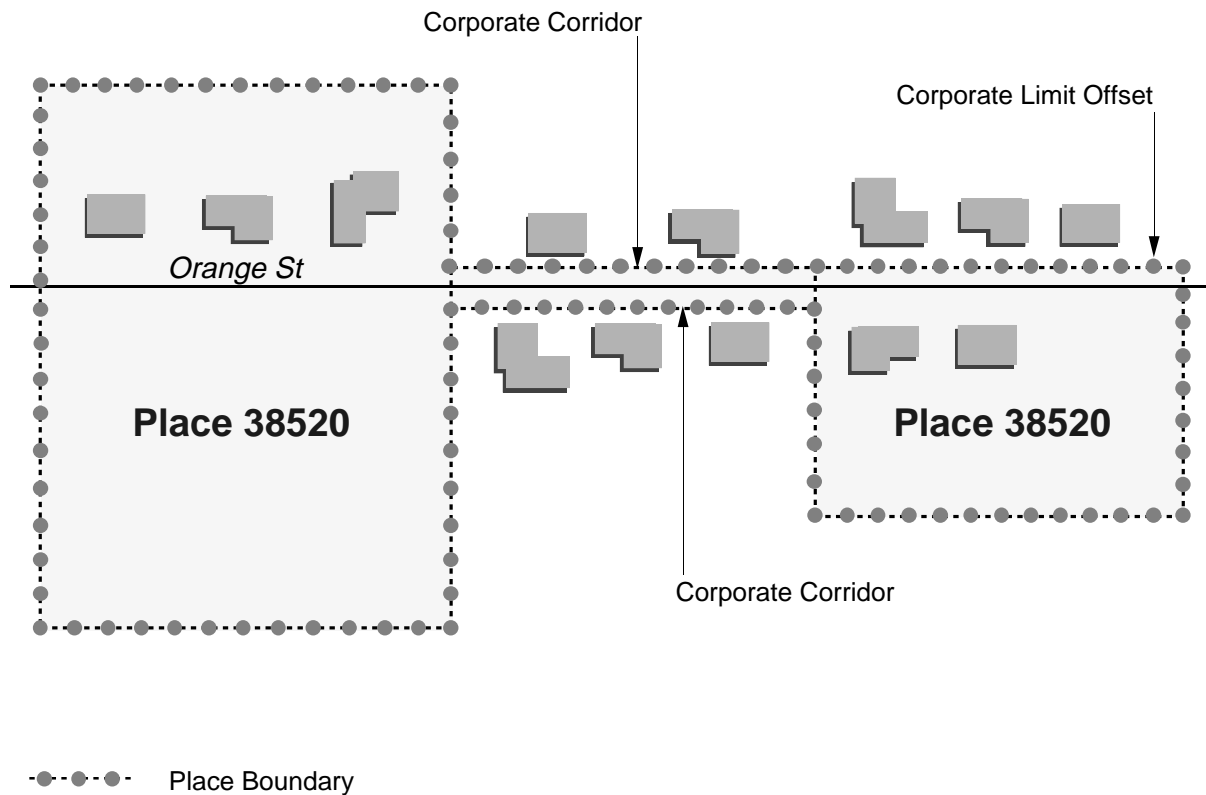 Corporate Corridor
Corporate Limit Offset
Orange St
Place 38520
Place 38520
Corporate Corridor
Place Boundary